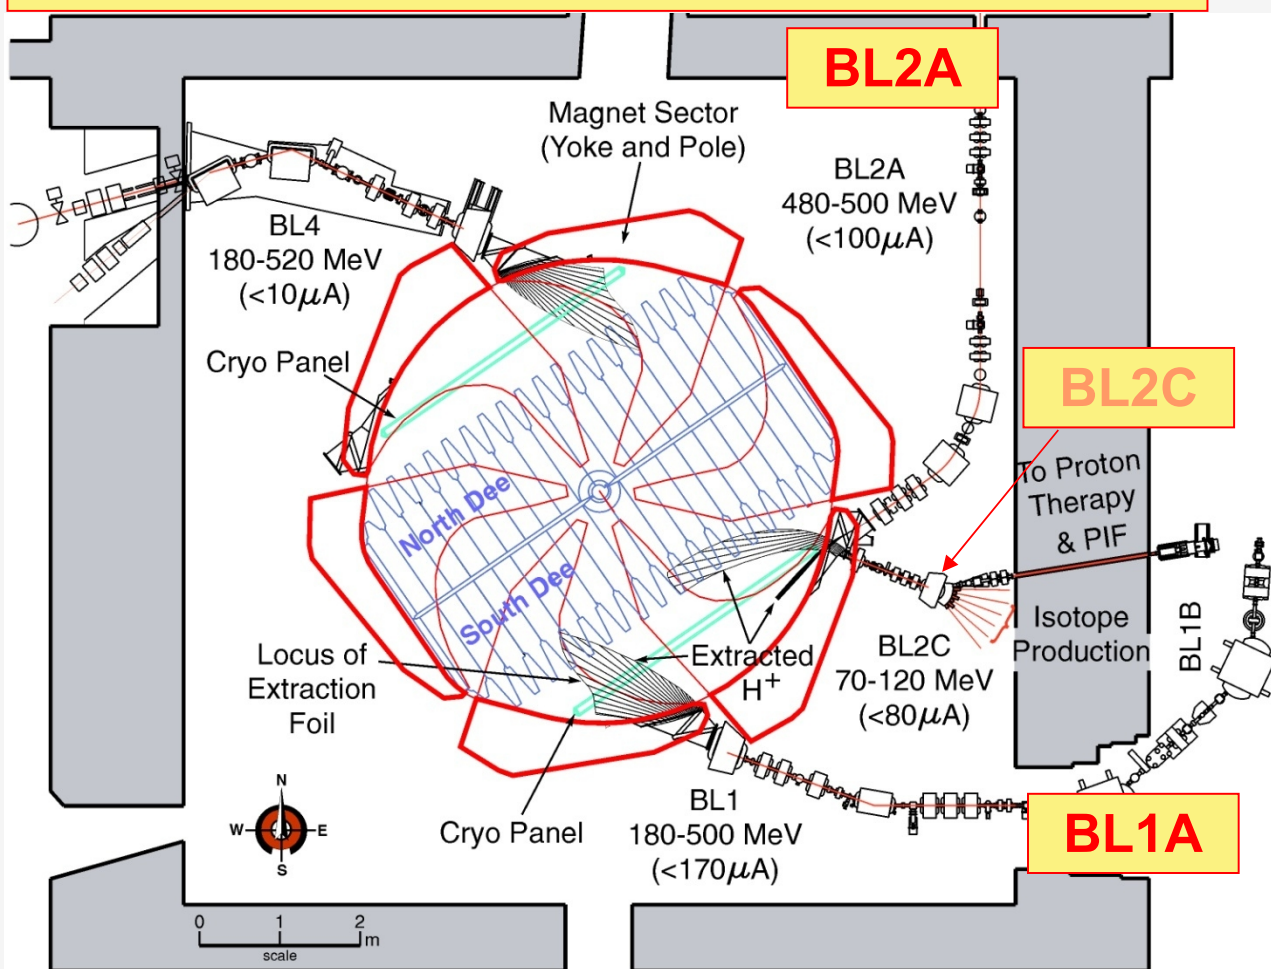 BL2A
Magnet Sector
(Yoke and Pole)
BL2A
480-500 MeV
(<100μA)
BL4
180-520 MeV
(<10μA)
Cryo Panel
BL2C
To Proton
Therapy
& PIF
North Dee
South Dee
Isotope
Production
BL1B
Locus of
Extraction
Foil
Extracted
H+
BL2C
70-120 MeV
(<80μA)
Cryo Panel
BL1
180-500 MeV
(<170μA)
BL1A
N
W
E
S
0 1 2
m
scale